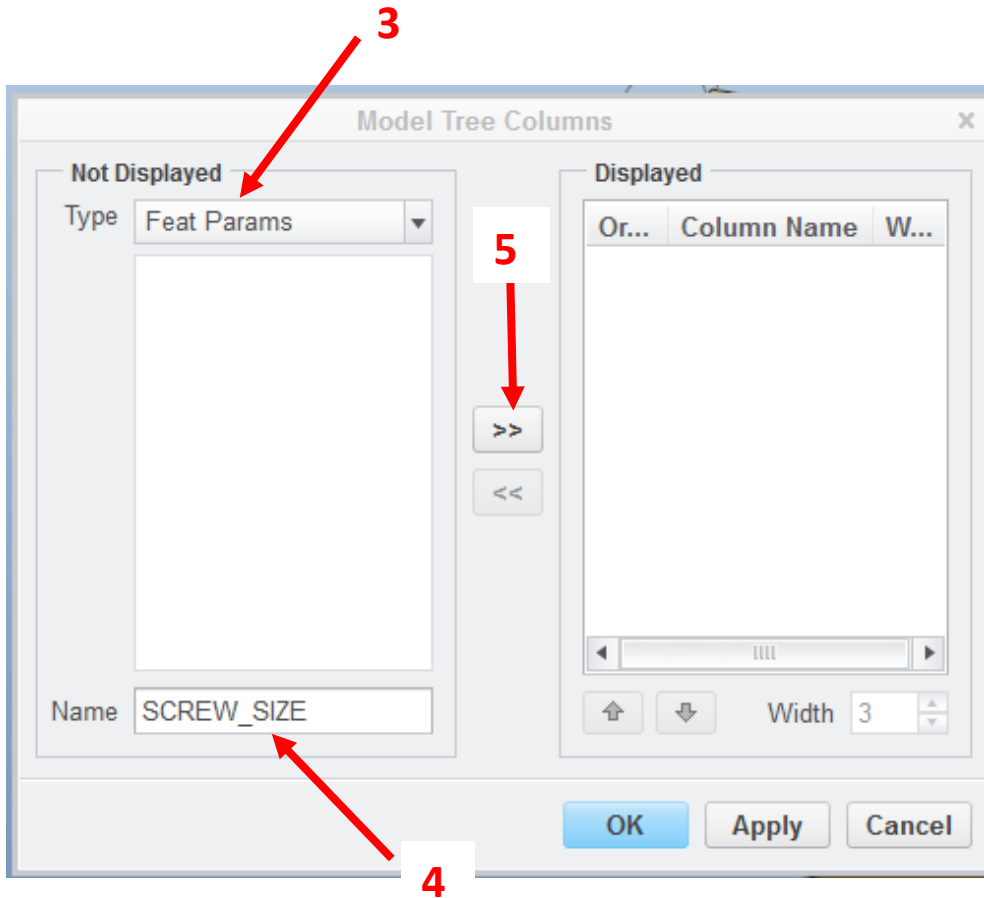 3
Model Tree Columns
Not Displayed
Type Feat Params
Name SCREW_SIZE
5
>>
<<
Displayed
Or... Column Name W...
Width 3
OK Apply Cancel
4